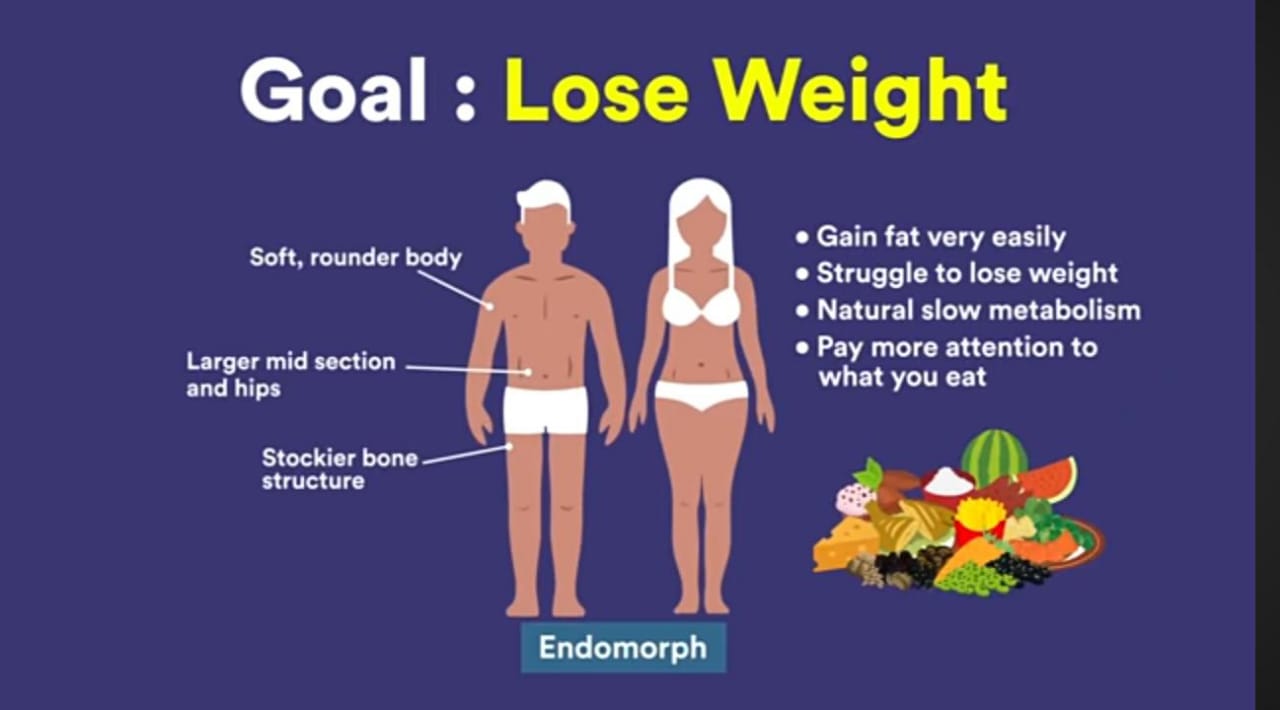 Goal : Lose Weight
Soft, rounder body
Larger mid section
and hips
Stockier bone
structure
• Gain fat very easily
• Struggle to lose weight
• Natural slow metabolism
• Pay more attention to
what you eat
Endomorph